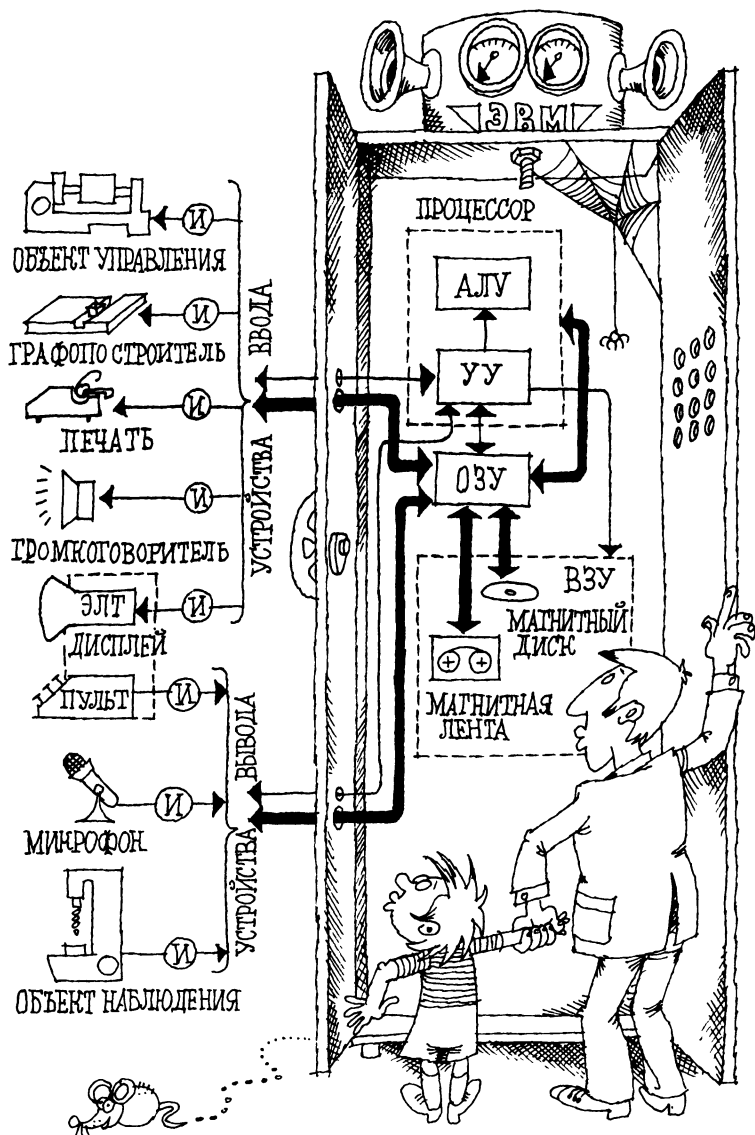 ЭВМ
ПРОЦЕССОР
АЛУ
УУ
ОЗУ
ВЗУ
МАГНИТНЫЙ
ДИСК
МАГНИТНАЯ
ЛЕНТА
УСТРОЙСТВА ВВОДА
И
ОБЪЕКТ УПРАВЛЕНИЯ
И
ГРАФОПОСТРОИТЕЛЬ
И
ПЕЧАТЬ
И
ГРОМКОГОВОРИТЕЛЬ
ЭЛТ
И
ДИСПЛЕЙ
ПУЛЬТ
И
УСТРОЙСТВА ВЫВОДА
И
МИКРОФОН
И
ОБЪЕКТ НАБЛЮДЕНИЯ